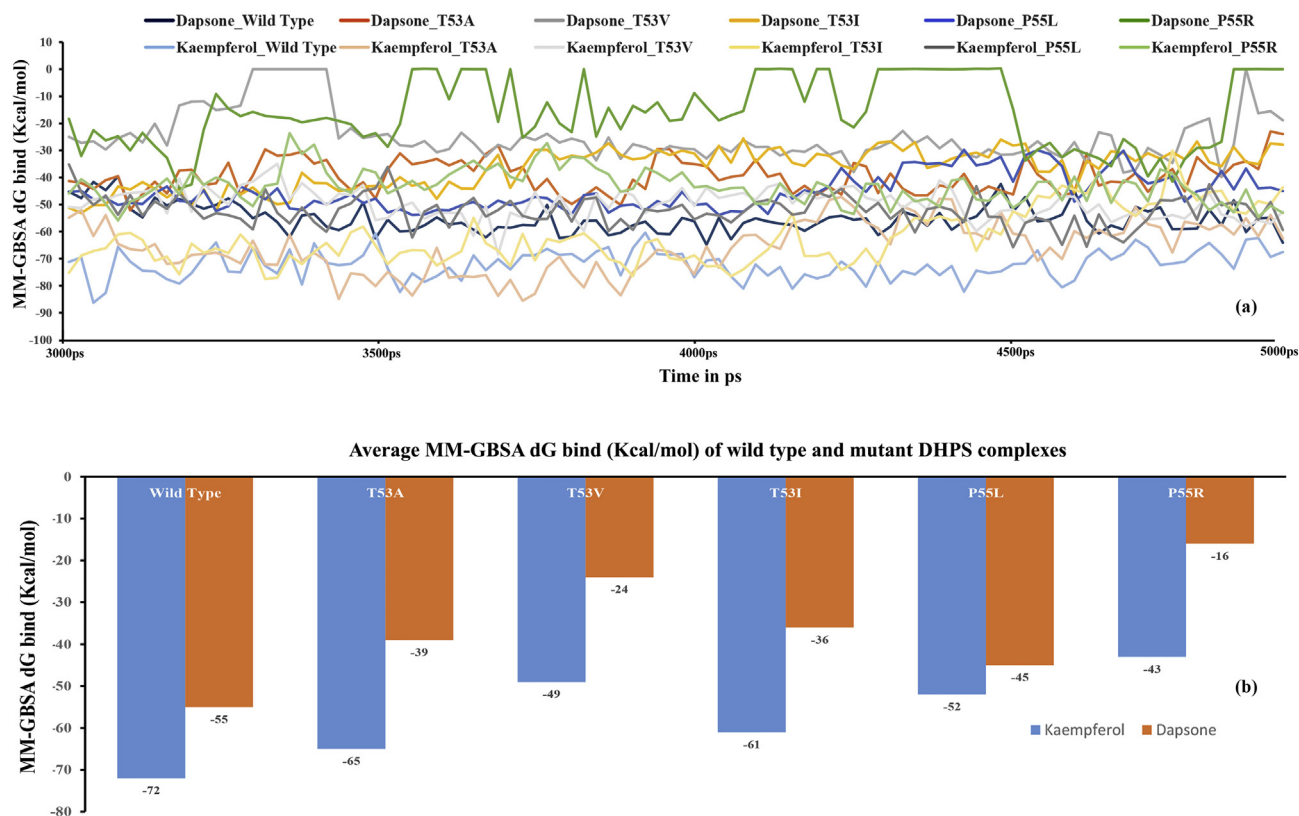 Dapsone_Wild Type Dapsone_T53A Dapsone_T53V Dapsone_T53I Dapsone_P55L Dapsone_P55R
Kaempferol_Wild Type Kaempferol_T53A Kaempferol_T53V Kaempferol_T53I Kaempferol_P55L Kaempferol_P55R
MM-GBSA dG bind (Kcal/mol)
10
0
-10
-20
-30
-40
-50
-60
-70
-80
-90
-100
3000ps 3500ps 4000ps 4500ps 5000ps
Time in ps
(a)
Average MM-GBSA dG bind (Kcal/mol) of wild type and mutant DHPS complexes
MM-GBSA dG bind (Kcal/mol)
0
-10
-20
-30
-40
-50
-60
-70
-80
Wild Type T53A T53V T53I P55L P55R
-72 -55 -65 -39 -49 -24 -61 -36 -52 -45 -43 -16
(b)
Kaempferol Dapsone